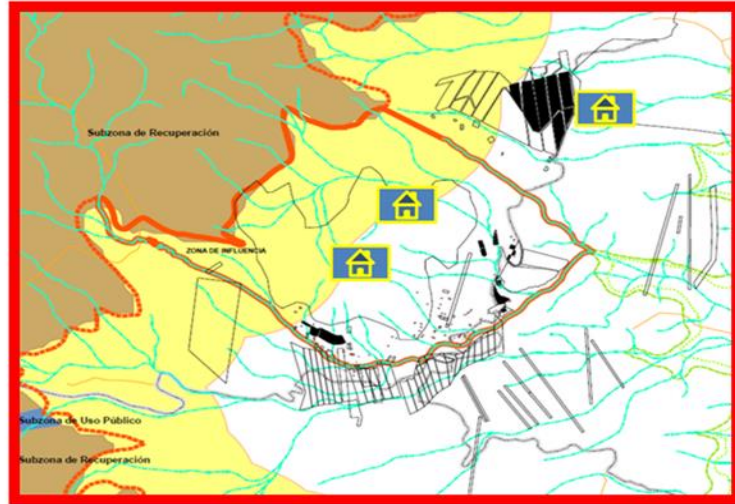 Subzona de Recuperación
ZONA DE INFLUENCIA
Subzona de Uso Público
Subzona de Recuperación